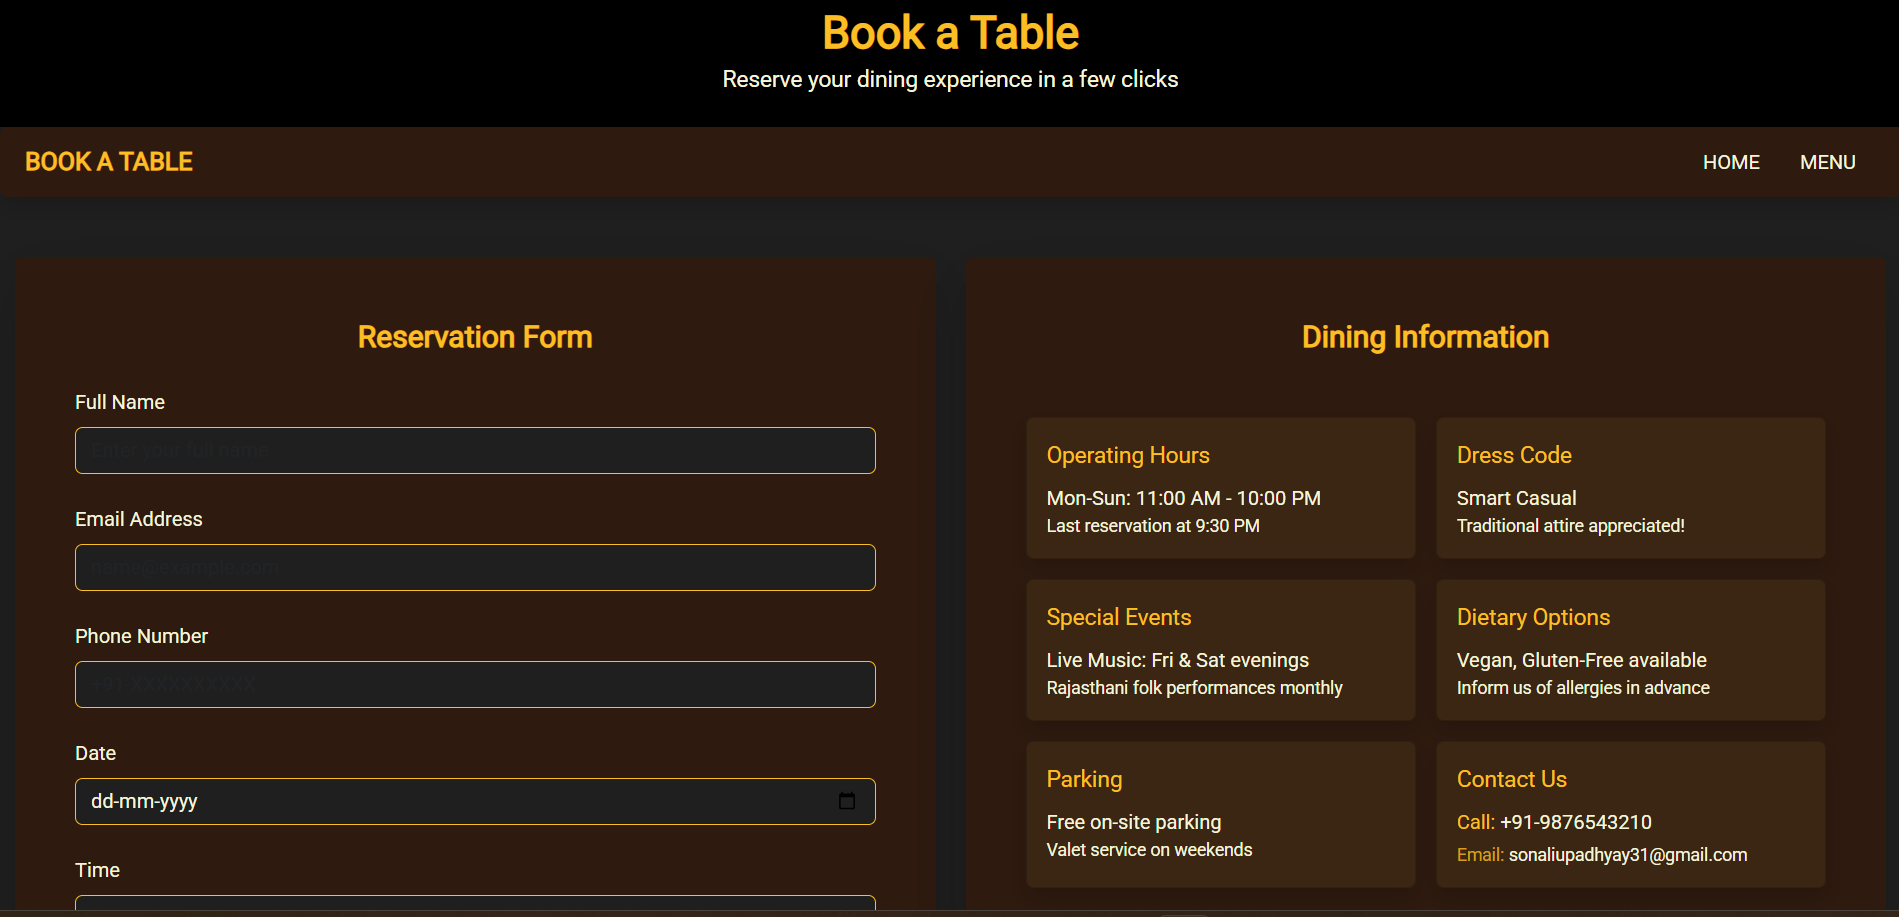 Book a Table
Reserve your dining experience in a few clicks
BOOK A TABLE
HOME
MENU
Reservation Form
Full Name
Enter your full name
Email Address
name@example.com
Phone Number
+91-XXXXXXXXXX
Date
dd-mm-yyyy
Time
Dining Information
Operating Hours
Mon-Sun: 11:00 AM - 10:00 PM
Last reservation at 9:30 PM
Dress Code
Smart Casual
Traditional attire appreciated!
Special Events
Live Music: Fri & Sat evenings
Rajasthani folk performances monthly
Dietary Options
Vegan, Gluten-Free available
Inform us of allergies in advance
Parking
Free on-site parking
Valet service on weekends
Contact Us
Call: +91-9876543210
Email: sonaliupadhyay31@gmail.com